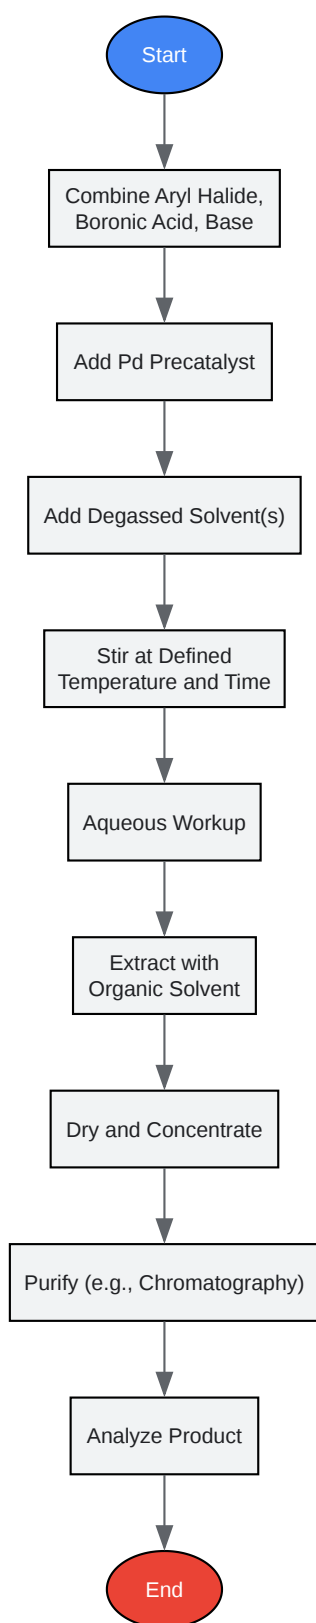 Start
Combine Aryl Halide,
Boronic Acid, Base
Add Pd Precatalyst
Add Degassed Solvent(s)
Stir at Defined
Temperature and Time
Aqueous Workup
Extract with
Organic Solvent
Dry and Concentrate
Purify (e.g., Chromatography)
Analyze Product
End